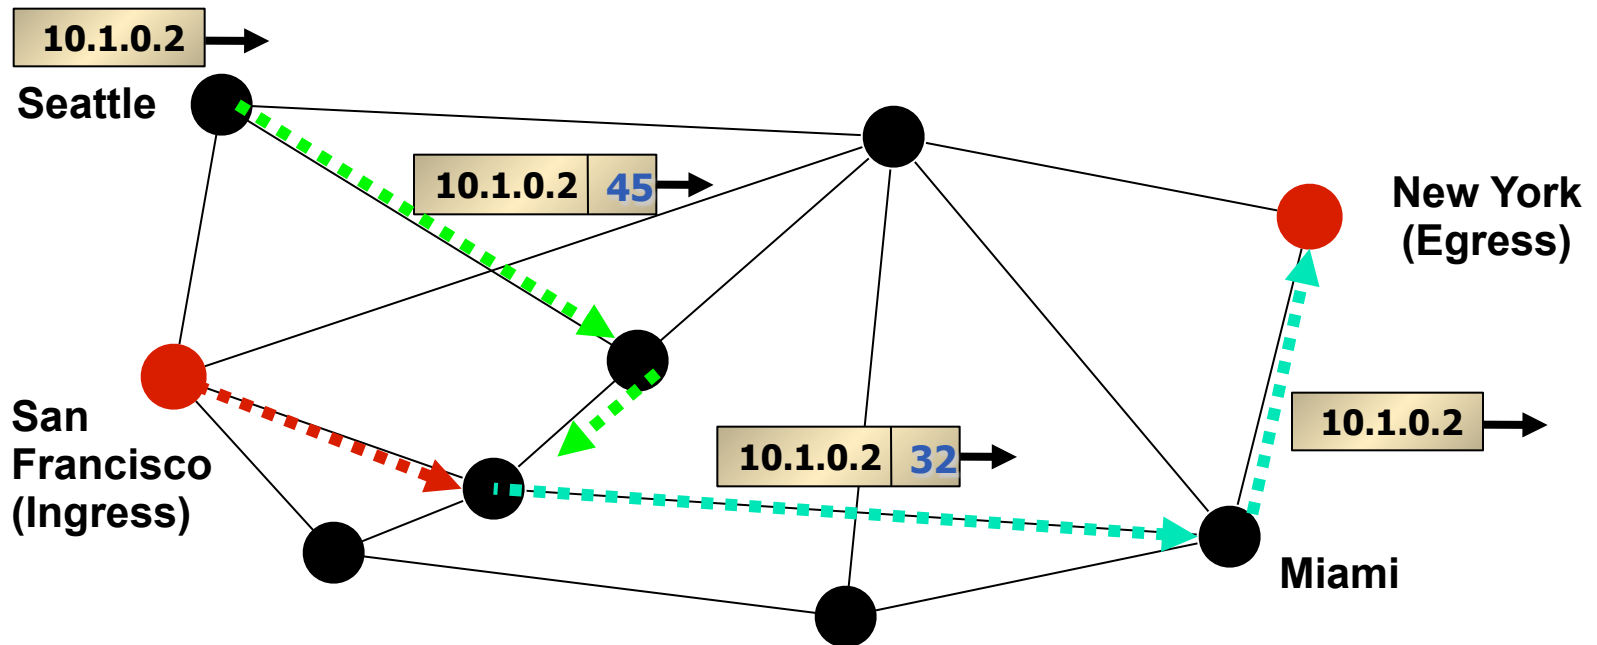 10.1.0.2
Seattle
10.1.0.2 45
New York
(Egress)
San
Francisco
(Ingress)
10.1.0.2
10.1.0.2 32
Miami